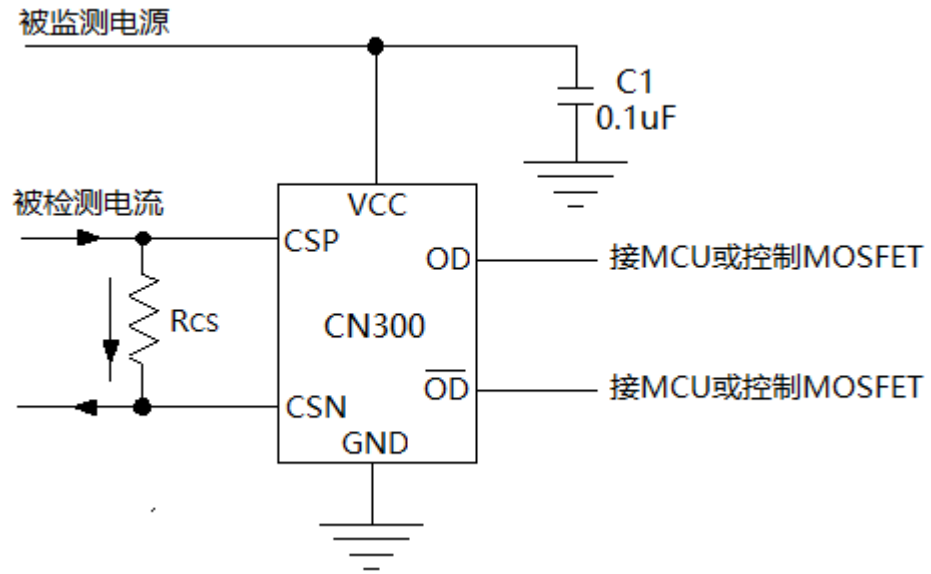 被监测电源
C1
0.1uF
被检测电流
VCC
CSP
OD
接MCU或控制MOSFET
RCS
CN300
OD
接MCU或控制MOSFET
CSN
GND